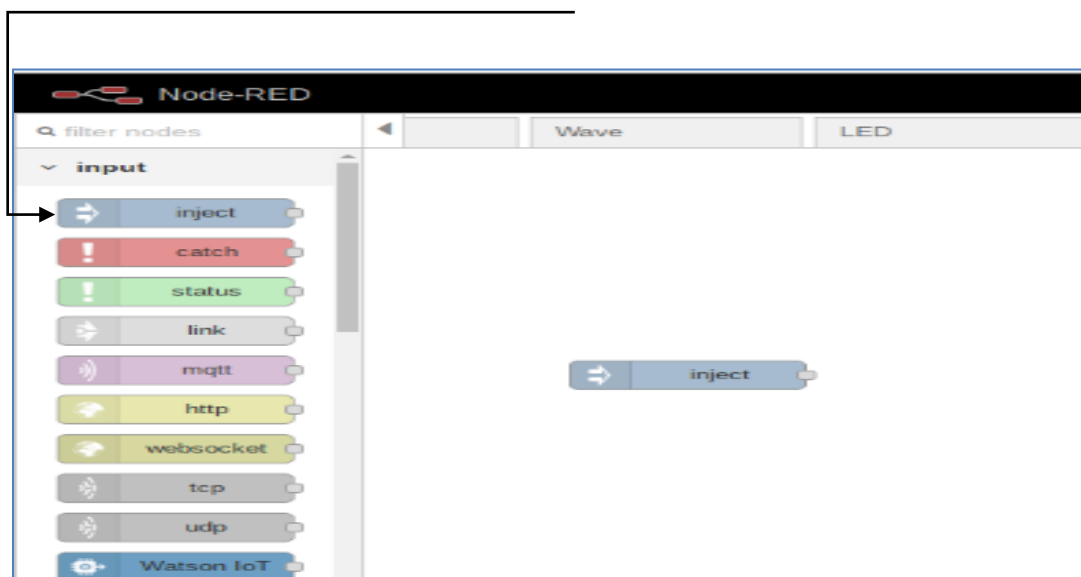 Node-RED
filter nodes
Wave
LED
input
inject
catch
status
link
mqtt
http
websocket
tcp
udp
Watson IoT
inject